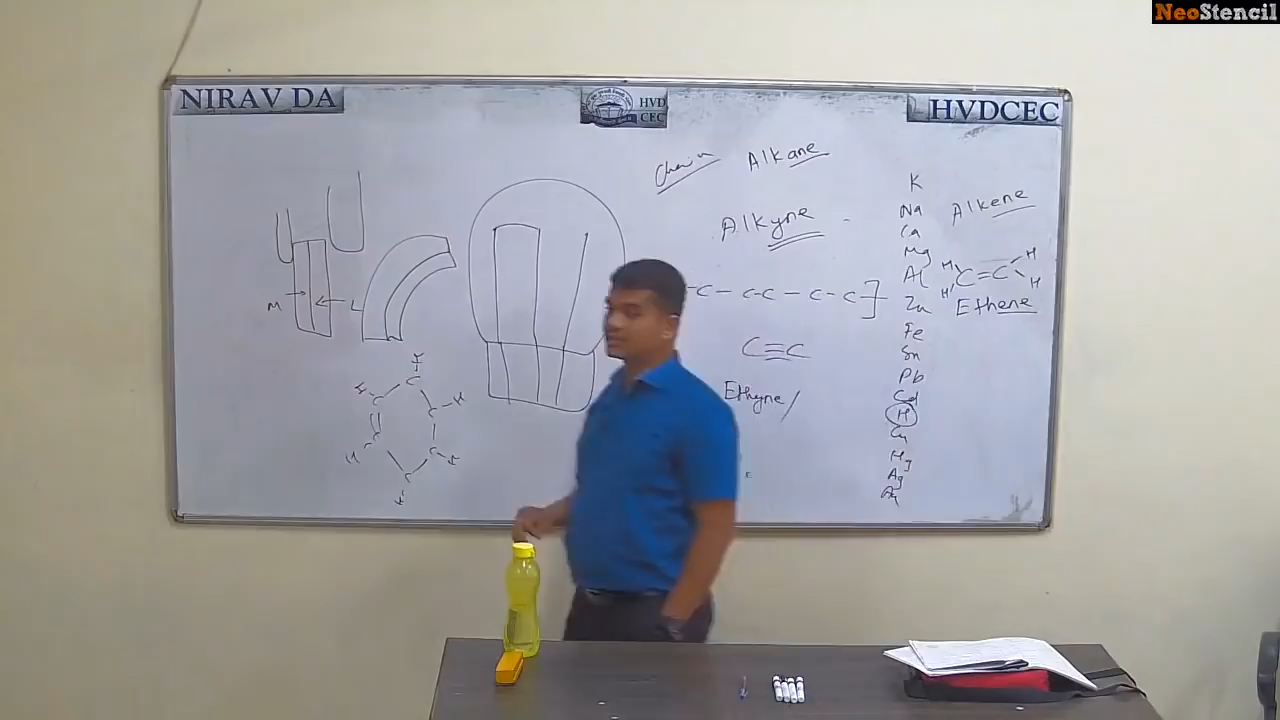 NeoStencil
NIRAV DA
HVD
CEC
HVDCEC
Chain
Alkane
Alkyne
Alkene
K
Na
Ca
Mg
Al
Zn
Fe
Sn
Pb
Cd
H
Cu
Hg
Ag
H H
C=C
H H
Ethene
-C-C-C-C-C]-
C≡C
Ethyne/
M
L
H
C
H C
C H
C
H
C H
C
H